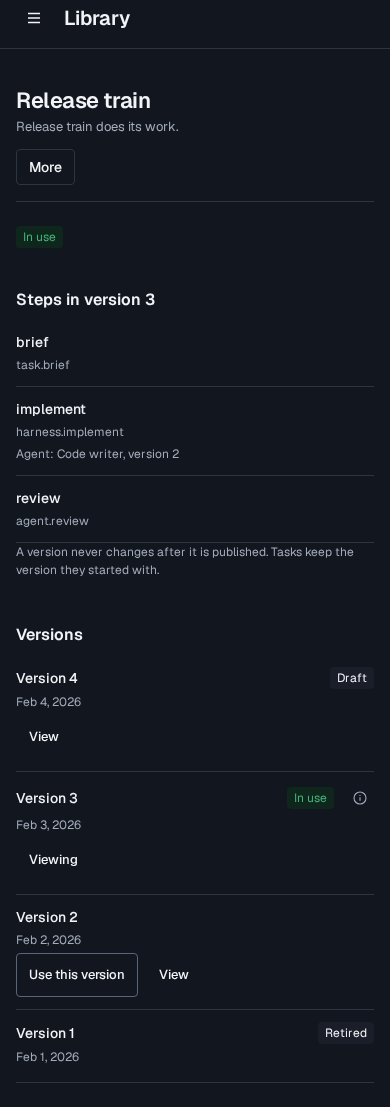 Library
Release train
Release train does its work.
More
In use
Steps in version 3
brief
task.brief
implement
harness.implement
Agent: Code writer, version 2
review
agent.review
A version never changes after it is published. Tasks keep the
version they started with.
Versions
Version 4
Draft
Feb 4, 2026
View
Version 3
In use
Feb 3, 2026
Viewing
Version 2
Feb 2, 2026
Use this version
View
Version 1
Retired
Feb 1, 2026